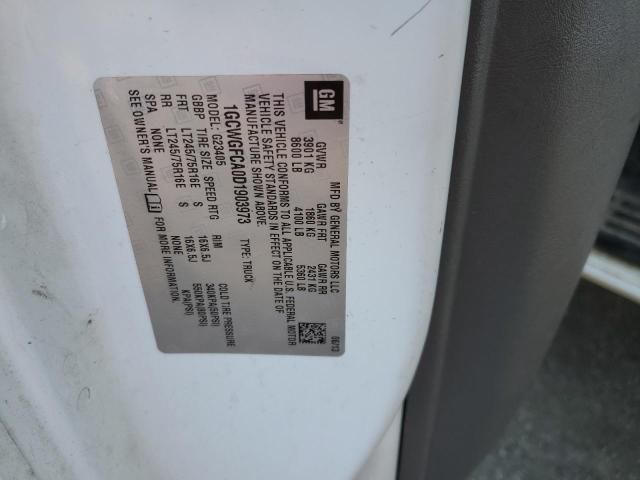 GM
MFD BY GENERAL MOTORS LLC 06/13
GVWR GAWR FRT GAWR RR
3901 KG 1860 KG 2431 KG
8600 LB 4100 LB 5360 LB
THIS VEHICLE CONFORMS TO ALL APPLICABLE U.S. FEDERAL MOTOR
VEHICLE SAFETY STANDARDS IN EFFECT ON THE DATE OF
MANUFACTURE SHOWN ABOVE.
1GCWGFCA0D1903973 TYPE: TRUCK
MODEL: G23405
GBBP TIRE SIZE SPEED RTG RIM COLD TIRE PRESSURE
KPA(PSI)
FRT LT245/75R16E S 16X6.5J 340KPA(50PSI)
RR LT245/75R16E S 16X6.5J 550KPA(80PSI)
SPA NONE NONE
SEE OWNER'S MANUAL FOR MORE INFORMATION.